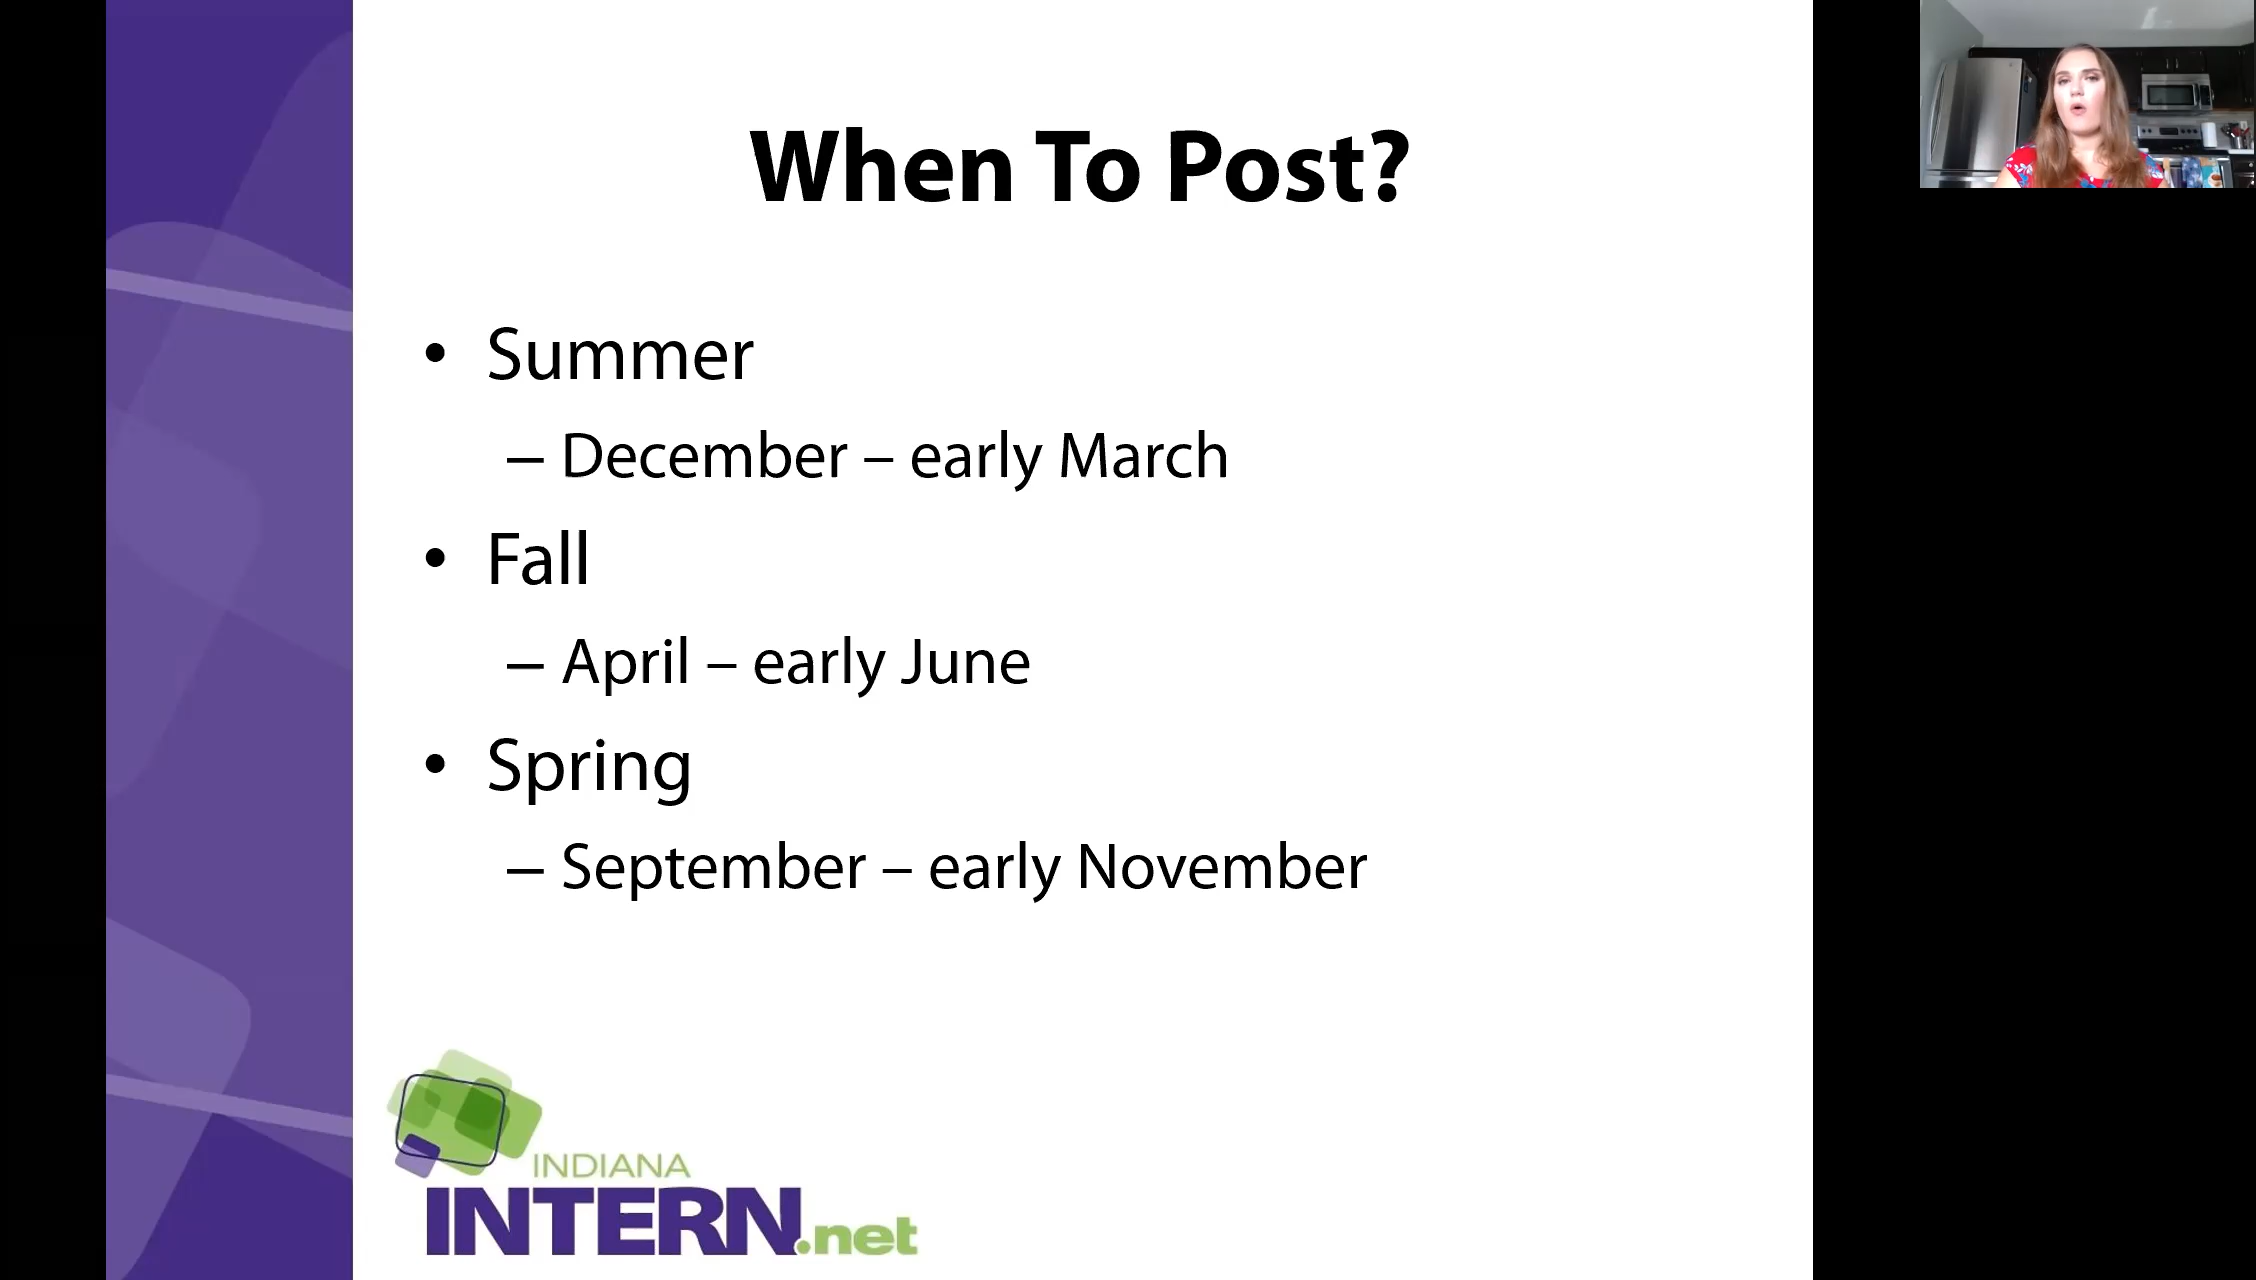 When To Post?
• Summer
– December – early March
• Fall
– April – early June
• Spring
– September – early November
INDIANA
INTERN.net